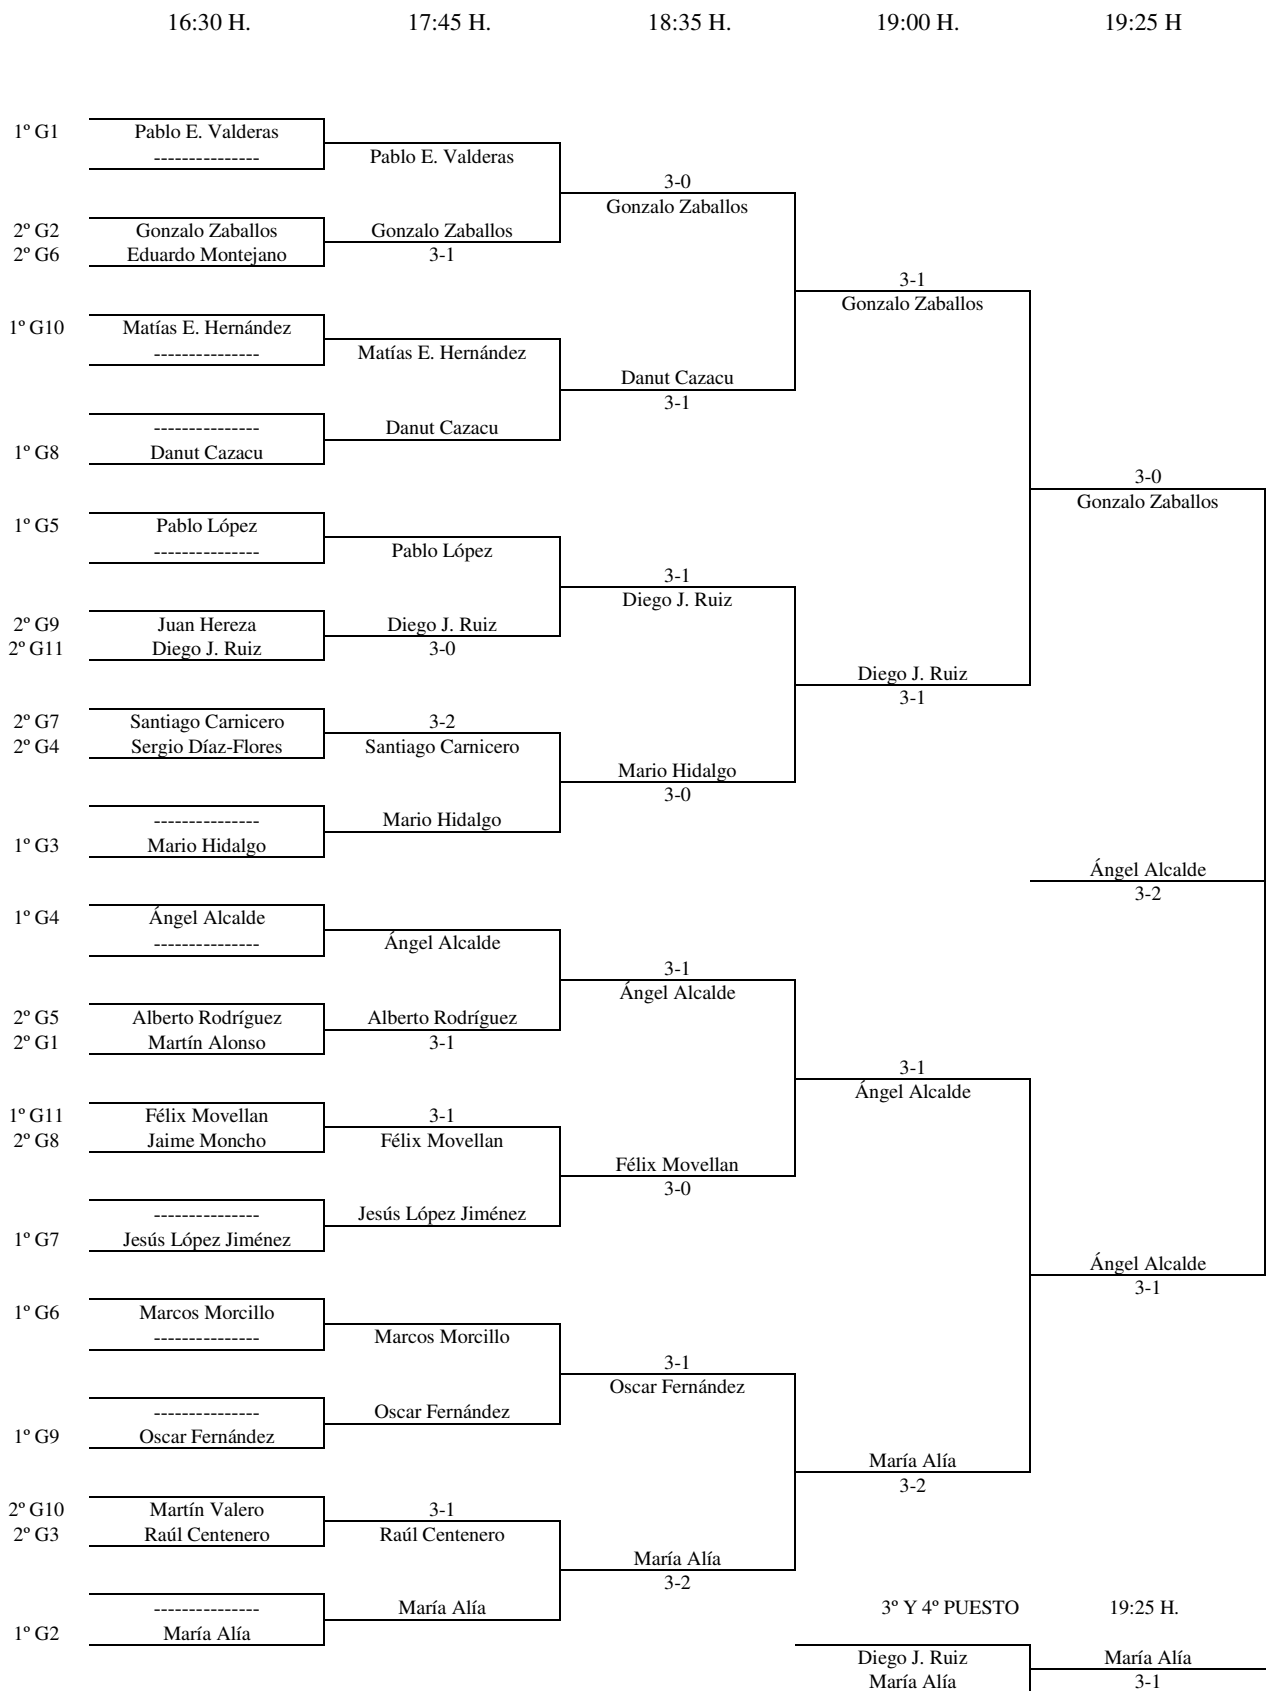 16:30 H. 17:45 H. 18:35 H. 19:00 H. 19:25 H
1º G1 Pablo E. Valderas
--------------- Pablo E. Valderas
3-0
Gonzalo Zaballos
2º G2 Gonzalo Zaballos Gonzalo Zaballos
2º G6 Eduardo Montejano 3-1
3-1
Gonzalo Zaballos
1º G10 Matías E. Hernández
--------------- Matías E. Hernández
Danut Cazacu
3-1
--------------- Danut Cazacu
1º G8 Danut Cazacu
3-0
Gonzalo Zaballos
1º G5 Pablo López
--------------- Pablo López
3-1
Diego J. Ruiz
2º G9 Juan Hereza Diego J. Ruiz
2º G11 Diego J. Ruiz 3-0
Diego J. Ruiz
3-1
2º G7 Santiago Carnicero 3-2
2º G4 Sergio Díaz-Flores Santiago Carnicero
Mario Hidalgo
3-0
--------------- Mario Hidalgo
1º G3 Mario Hidalgo
Ángel Alcalde
3-2
1º G4 Ángel Alcalde
--------------- Ángel Alcalde
3-1
Ángel Alcalde
2º G5 Alberto Rodríguez Alberto Rodríguez
2º G1 Martín Alonso 3-1
3-1
Ángel Alcalde
1º G11 Félix Movellan 3-1
2º G8 Jaime Moncho Félix Movellan
Félix Movellan
3-0
--------------- Jesús López Jiménez
1º G7 Jesús López Jiménez
Ángel Alcalde
3-1
1º G6 Marcos Morcillo
--------------- Marcos Morcillo
3-1
Oscar Fernández
--------------- Oscar Fernández
1º G9 Oscar Fernández
María Alía
3-2
2º G10 Martín Valero 3-1
2º G3 Raúl Centenero Raúl Centenero
María Alía
3-2
--------------- María Alía 3º Y 4º PUESTO 19:25 H.
1º G2 María Alía
Diego J. Ruiz María Alía
María Alía 3-1